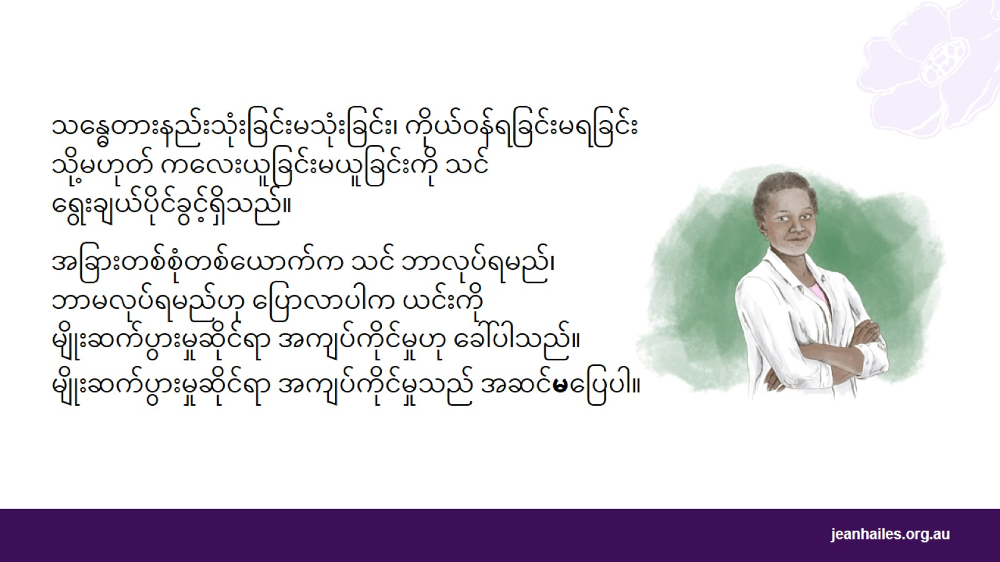 သန္ဓေတားနည်းသုံးခြင်းမသုံးခြင်း၊ ကိုယ်ဝန်ရခြင်းမရခြင်း
သို့မဟုတ် ကလေးယူခြင်းမယူခြင်းကို သင်
ရွေးချယ်ပိုင်ခွင့်ရှိသည်။
အခြားတစ်စုံတစ်ယောက်က သင် ဘာလုပ်ရမည်၊
ဘာမလုပ်ရမည်ဟု ပြောလာပါက ယင်းကို
မျိုးဆက်ပွားမှုဆိုင်ရာ အကျပ်ကိုင်မှုဟု ခေါ်ပါသည်။
မျိုးဆက်ပွားမှုဆိုင်ရာ အကျပ်ကိုင်မှုသည် အဆင်မပြေပါ။
jeanhailes.org.au